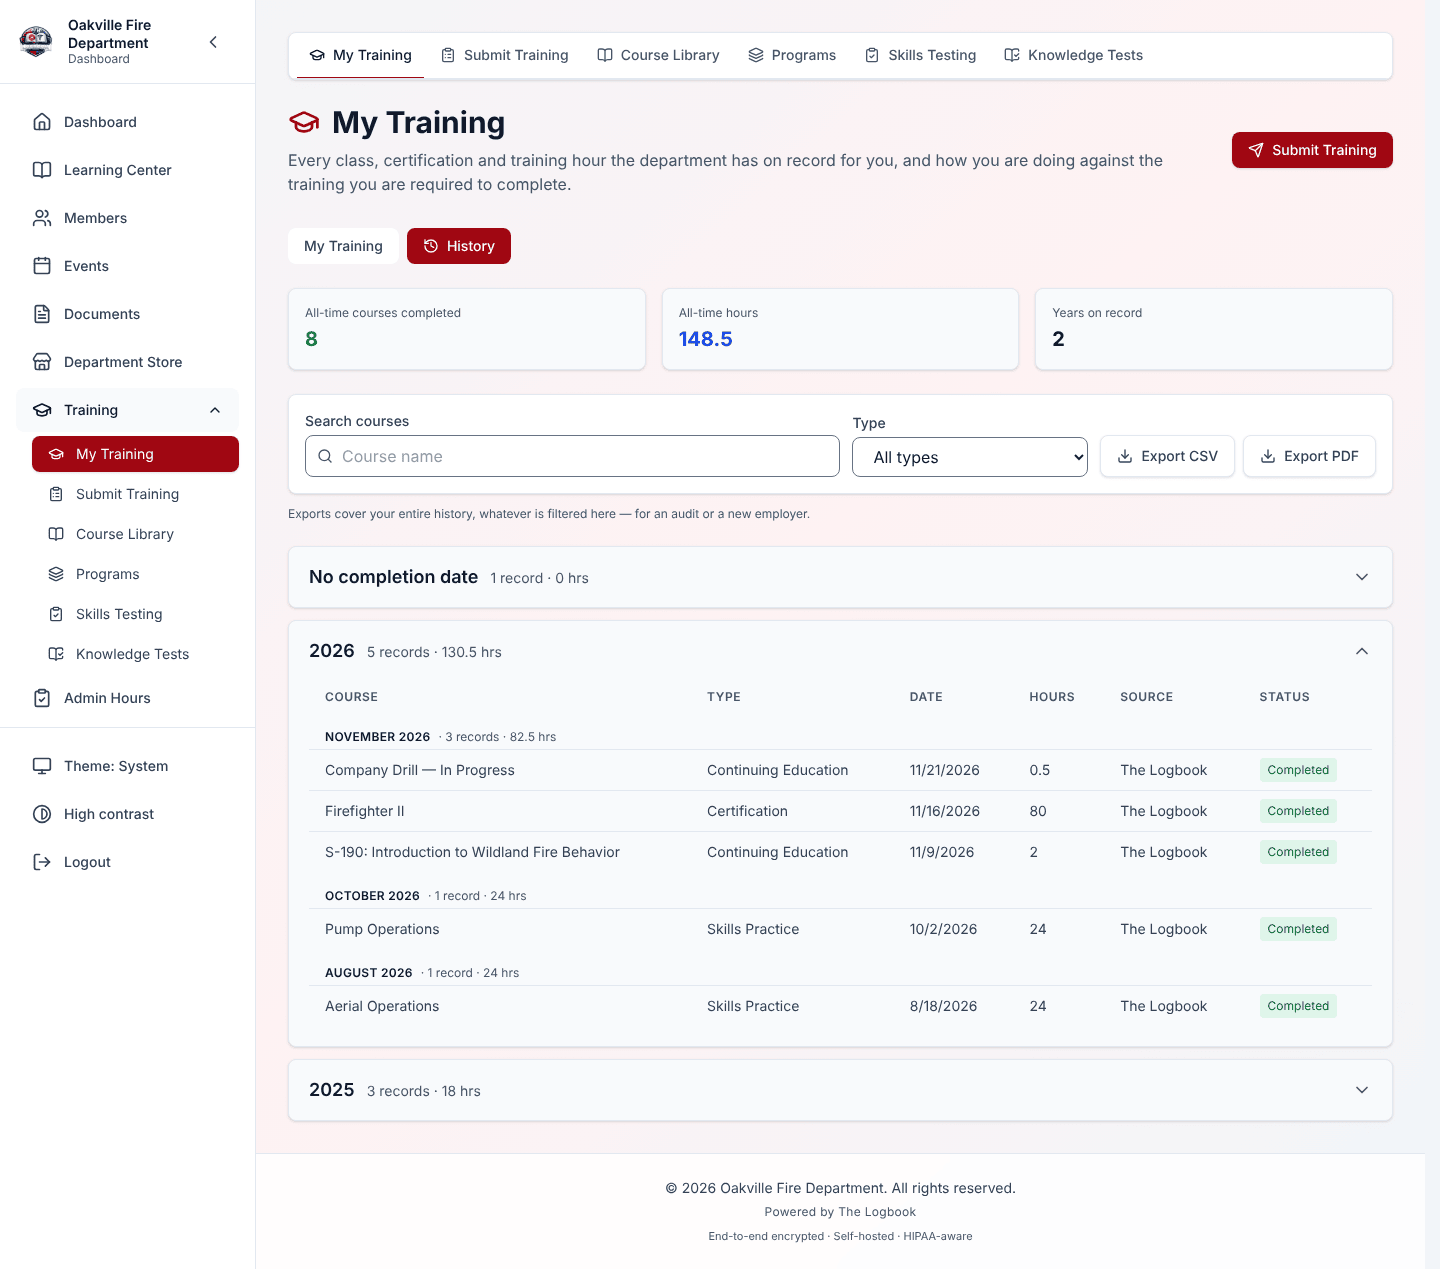 Oakville Fire
Department
Dashboard
Dashboard
Learning Center
Members
Events
Documents
Department Store
Training
My Training
Submit Training
Course Library
Programs
Skills Testing
Knowledge Tests
Admin Hours
Theme: System
High contrast
Logout
My Training Submit Training Course Library Programs Skills Testing Knowledge Tests
My Training
Every class, certification and training hour the department has on record for you, and how you are doing against the
training you are required to complete.
Submit Training
My Training History
All-time courses completed
8
All-time hours
148.5
Years on record
2
Search courses
Course name
Type
All types
Export CSV Export PDF
Exports cover your entire history, whatever is filtered here — for an audit or a new employer.
No completion date 1 record · 0 hrs
2026 5 records · 130.5 hrs
COURSE TYPE DATE HOURS SOURCE STATUS
NOVEMBER 2026 · 3 records · 82.5 hrs
Company Drill — In Progress Continuing Education 11/21/2026 0.5 The Logbook Completed
Firefighter II Certification 11/16/2026 80 The Logbook Completed
S-190: Introduction to Wildland Fire Behavior Continuing Education 11/9/2026 2 The Logbook Completed
OCTOBER 2026 · 1 record · 24 hrs
Pump Operations Skills Practice 10/2/2026 24 The Logbook Completed
AUGUST 2026 · 1 record · 24 hrs
Aerial Operations Skills Practice 8/18/2026 24 The Logbook Completed
2025 3 records · 18 hrs
© 2026 Oakville Fire Department. All rights reserved.
Powered by The Logbook
End-to-end encrypted · Self-hosted · HIPAA-aware